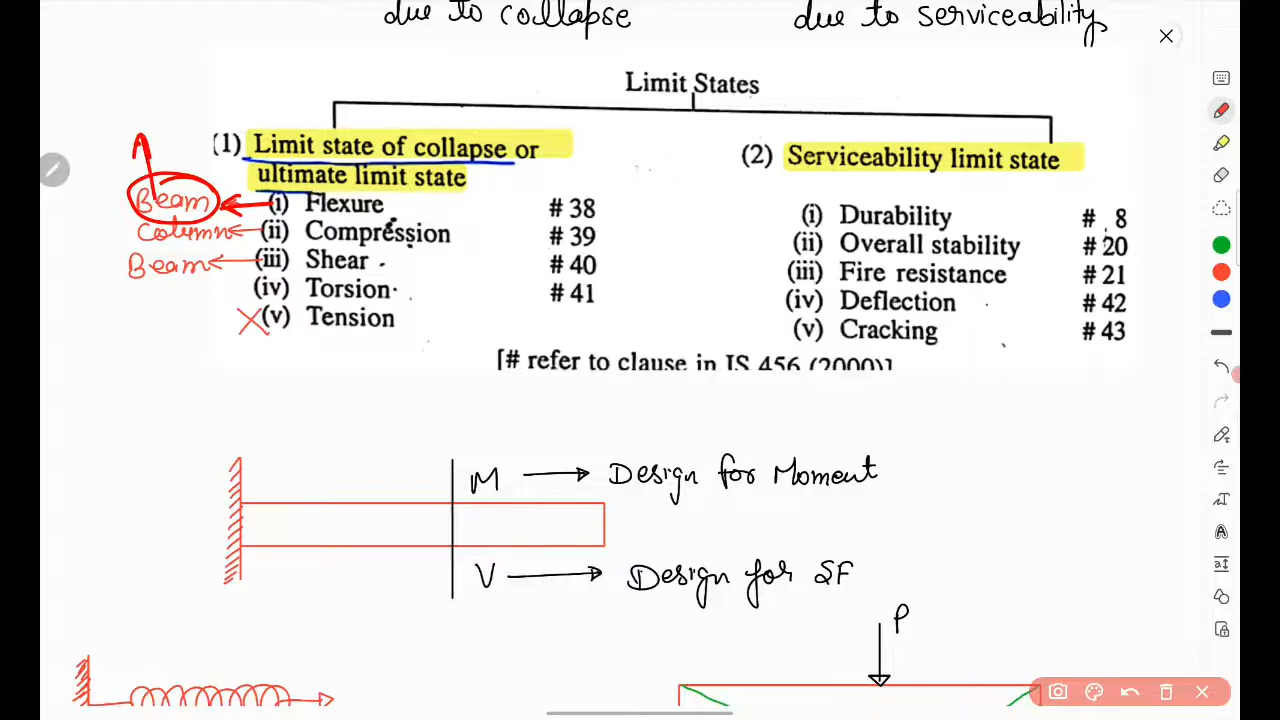 due to collapse due to serviceability
Limit States
(1) Limit state of collapse or
ultimate limit state
Beam (i) Flexure # 38
Column (ii) Compression # 39
Beam (iii) Shear # 40
(iv) Torsion # 41
(v) Tension
(2) Serviceability limit state
(i) Durability # 8
(ii) Overall stability # 20
(iii) Fire resistance # 21
(iv) Deflection # 42
(v) Cracking # 43
[# refer to clause in IS 456 (2000)]
M → Design for Moment
V → Design for SF
P